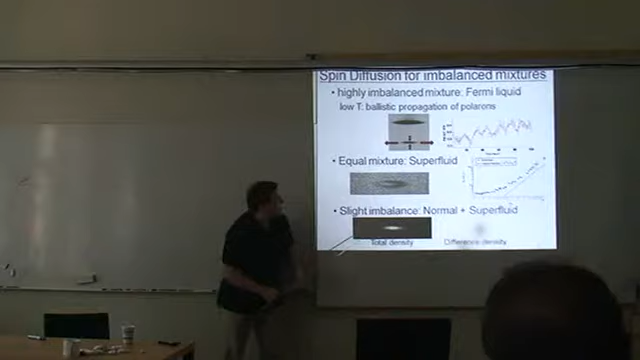 Spin Diffusion for imbalanced mixtures
• highly imbalanced mixture: Fermi liquid
low T: ballistic propagation of polarons
• Equal mixture: Superfluid
• Slight imbalance: Normal + Superfluid
Total density Difference density